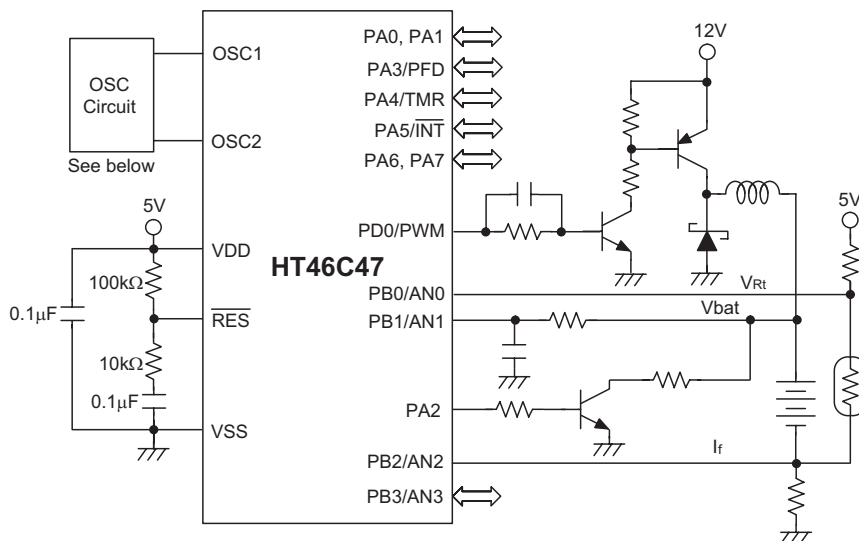 OSC
Circuit
See below
OSC1
OSC2
5V
VDD
100kΩ
0.1μF
RES
10kΩ
0.1μF
VSS
HT46C47
PA0, PA1
PA3/PFD
PA4/TMR
PA5/INT
PA6, PA7
PD0/PWM
PB0/AN0
PB1/AN1
PA2
PB2/AN2
PB3/AN3
12V
5V
VRt
Vbat
If